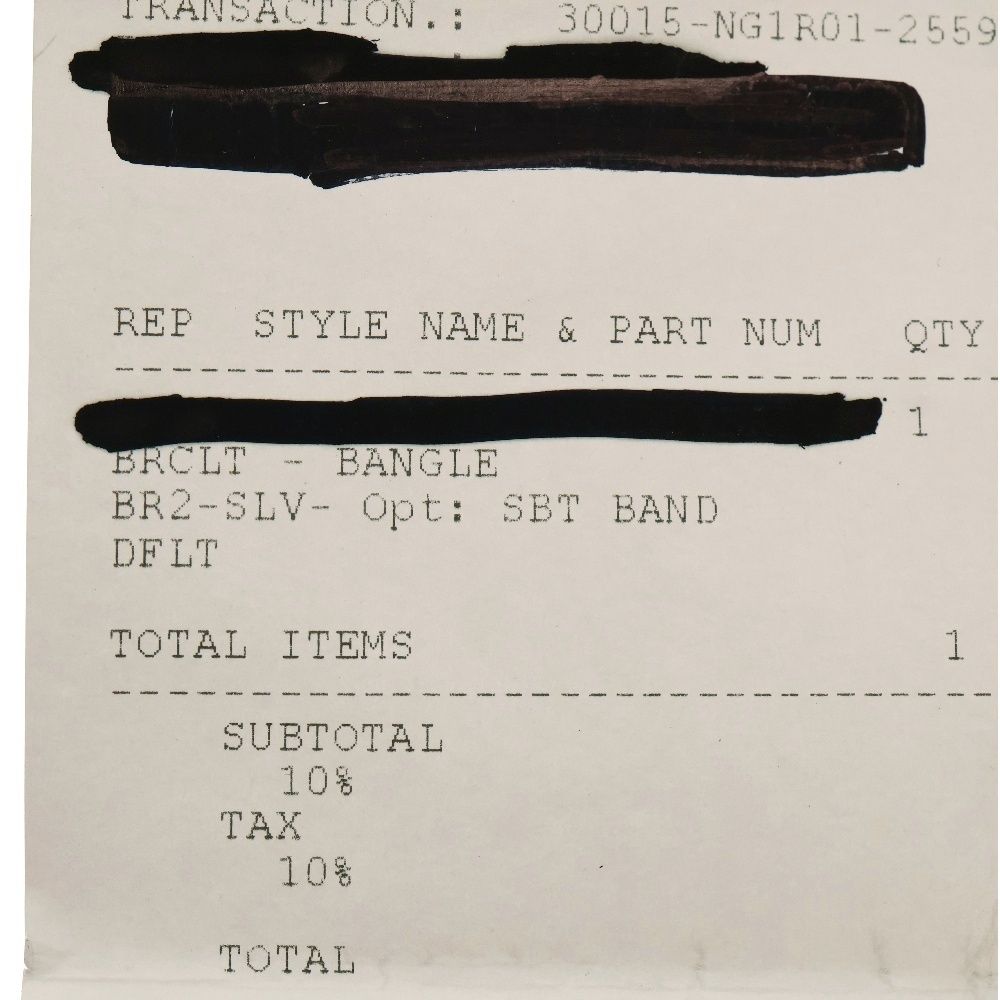 TRANSACTION.: 30015-NG1R01-2559
REP STYLE NAME & PART NUM QTY
1
BRCLT - BANGLE
BR2-SLV- Opt: SBT BAND
DFLT
TOTAL ITEMS 1
SUBTOTAL
10%
TAX
10%
TOTAL